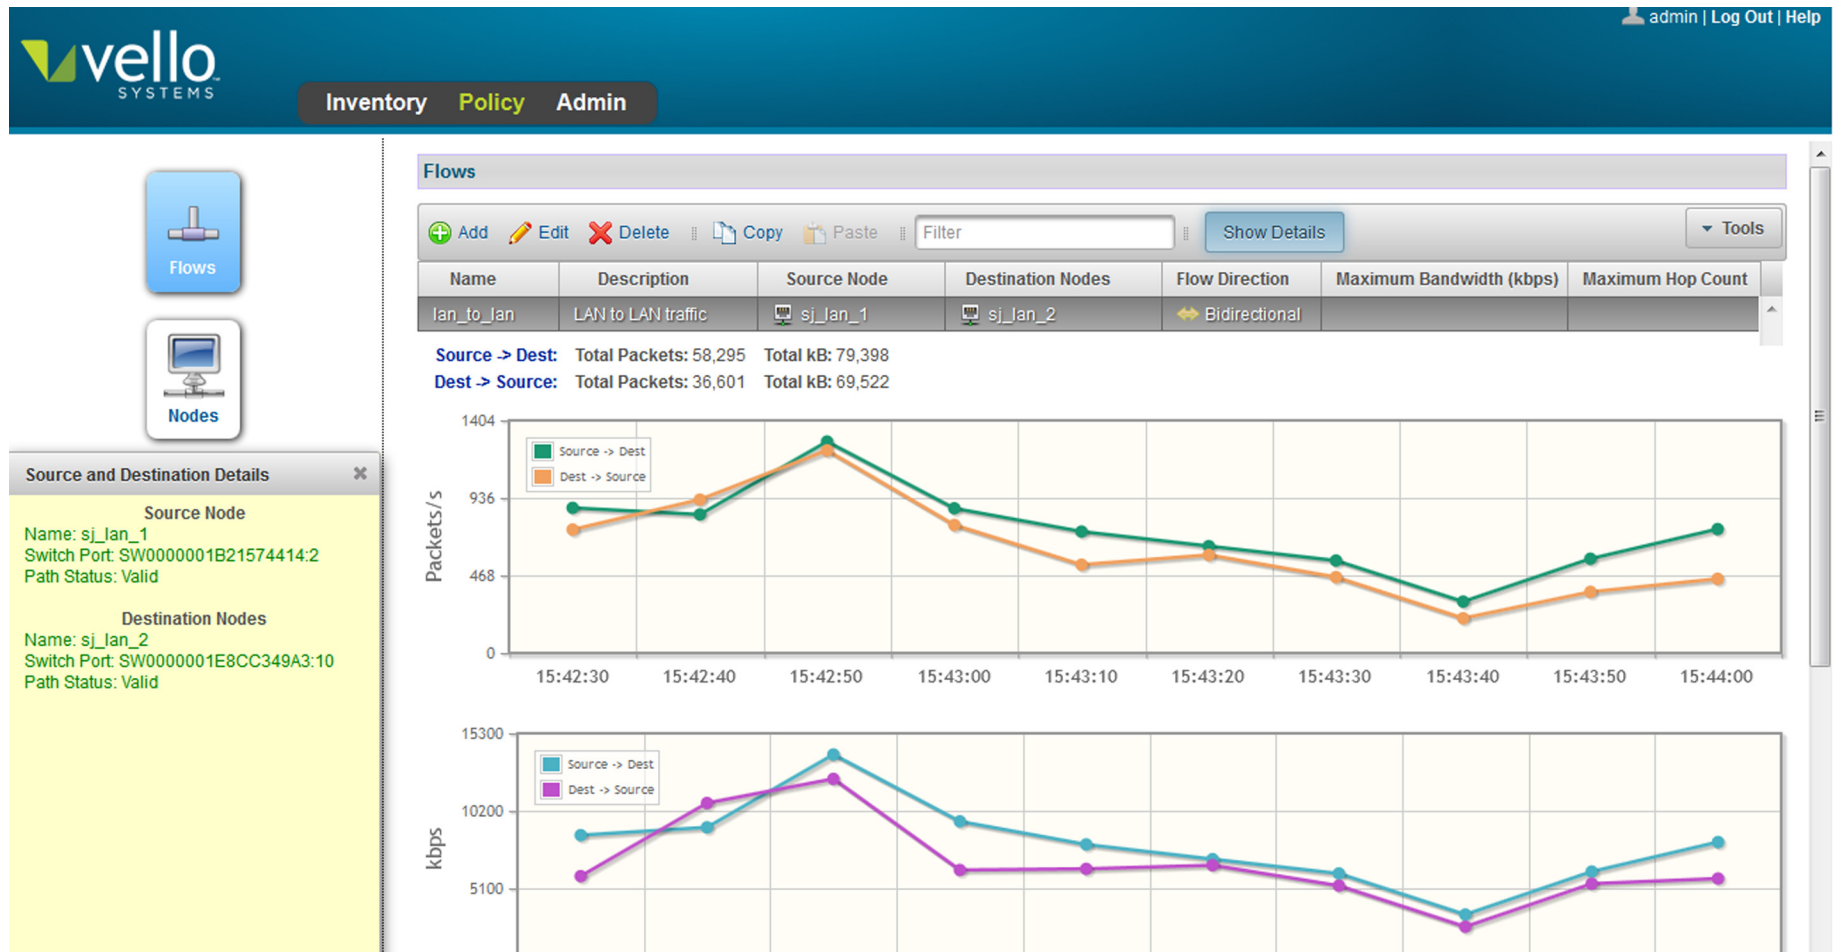 admin | Log Out | Help
vello
SYSTEMS
Inventory Policy Admin
Flows
Nodes
Source and Destination Details
Source Node
Name: sj_lan_1
Switch Port: SW0000001B21574414:2
Path Status: Valid
Destination Nodes
Name: sj_lan_2
Switch Port: SW0000001E8CC349A3:10
Path Status: Valid
Flows
Add Edit Delete Copy Paste Filter Show Details Tools
Name Description Source Node Destination Nodes Flow Direction Maximum Bandwidth (kbps) Maximum Hop Count
lan_to_lan LAN to LAN traffic sj_lan_1 sj_lan_2 Bidirectional
Source -> Dest: Total Packets: 58,295 Total kB: 79,398
Dest -> Source: Total Packets: 36,601 Total kB: 69,522
1404
936
468
0
Packets/s
Source -> Dest
Dest -> Source
15:42:30 15:42:40 15:42:50 15:43:00 15:43:10 15:43:20 15:43:30 15:43:40 15:43:50 15:44:00
15300
10200
5100
kbps
Source -> Dest
Dest -> Source